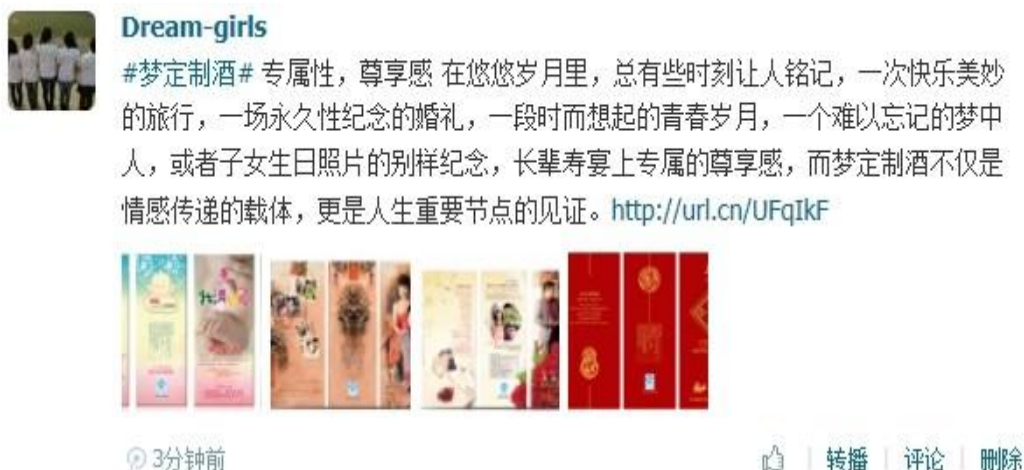 Dream-girls
#梦定制酒# 专属性，尊享感 在悠悠岁月里，总有些时刻让人铭记，一次快乐美妙
的旅行，一场永久性纪念的婚礼，一段时而想起的青春岁月，一个难以忘记的梦中
人，或者子女生日照片的别样纪念，长辈寿宴上专属的尊享感，而梦定制酒不仅是
情感传递的载体，更是人生重要节点的见证。http://url.cn/UFqIkF
3分钟前
转播 评论 删除